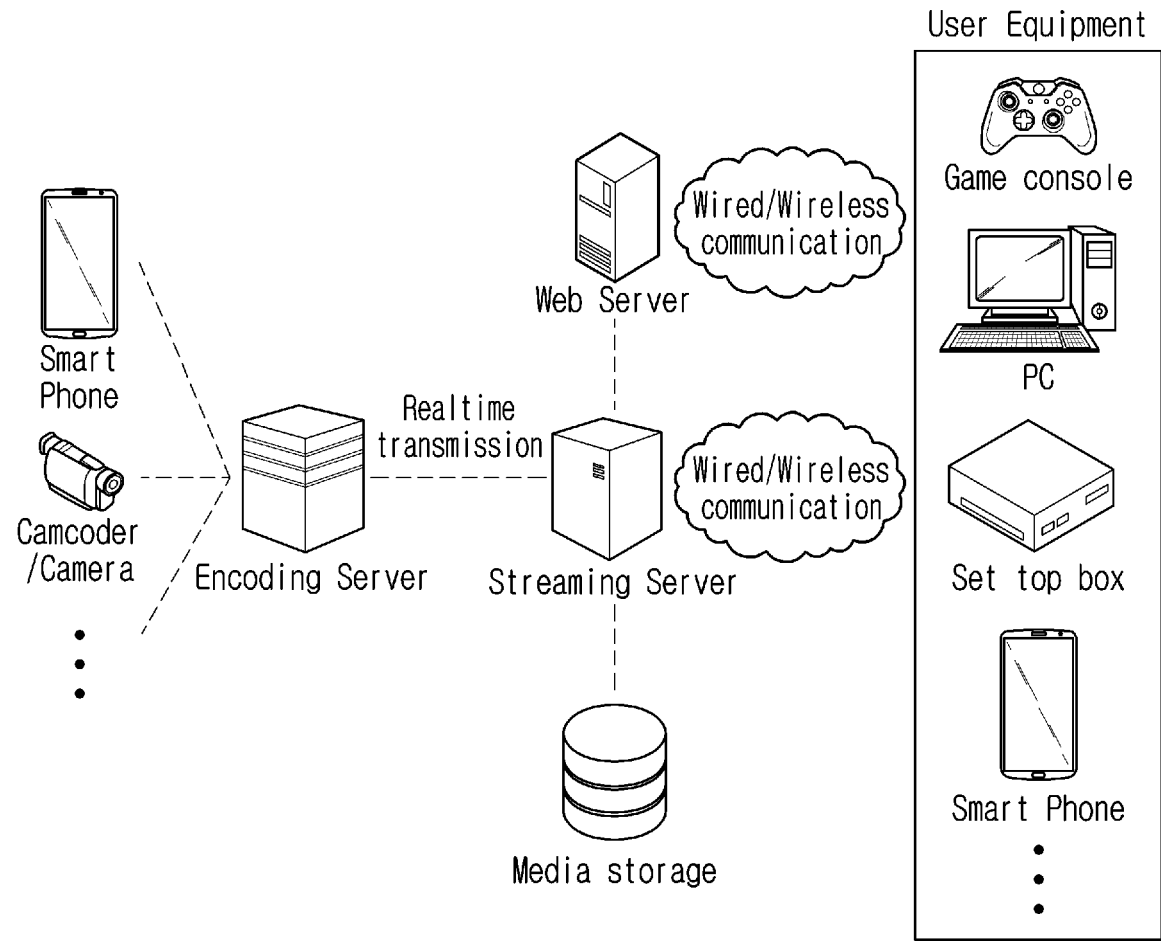 User Equipment
Game console
Wired/Wireless
communication
Web Server
Smart
Phone
PC
Realtime
transmission
Wired/Wireless
communication
Camcoder
/Camera
Encoding Server
Streaming Server
Set top box
Smart Phone
Media storage